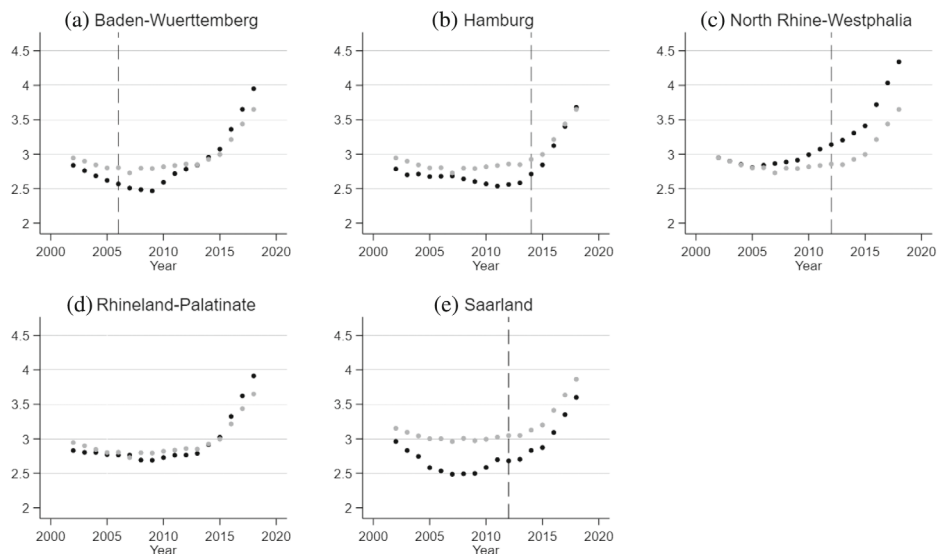 (a) Baden-Wuerttemberg
4.5
4
3.5
3
2.5
2
2000 2005 2010 2015 2020
Year
(b) Hamburg
4.5
4
3.5
3
2.5
2
2000 2005 2010 2015 2020
Year
(c) North Rhine-Westphalia
4.5
4
3.5
3
2.5
2
2000 2005 2010 2015 2020
Year
(d) Rhineland-Palatinate
4.5
4
3.5
3
2.5
2
2000 2005 2010 2015 2020
Year
(e) Saarland
4.5
4
3.5
3
2.5
2
2000 2005 2010 2015 2020
Year